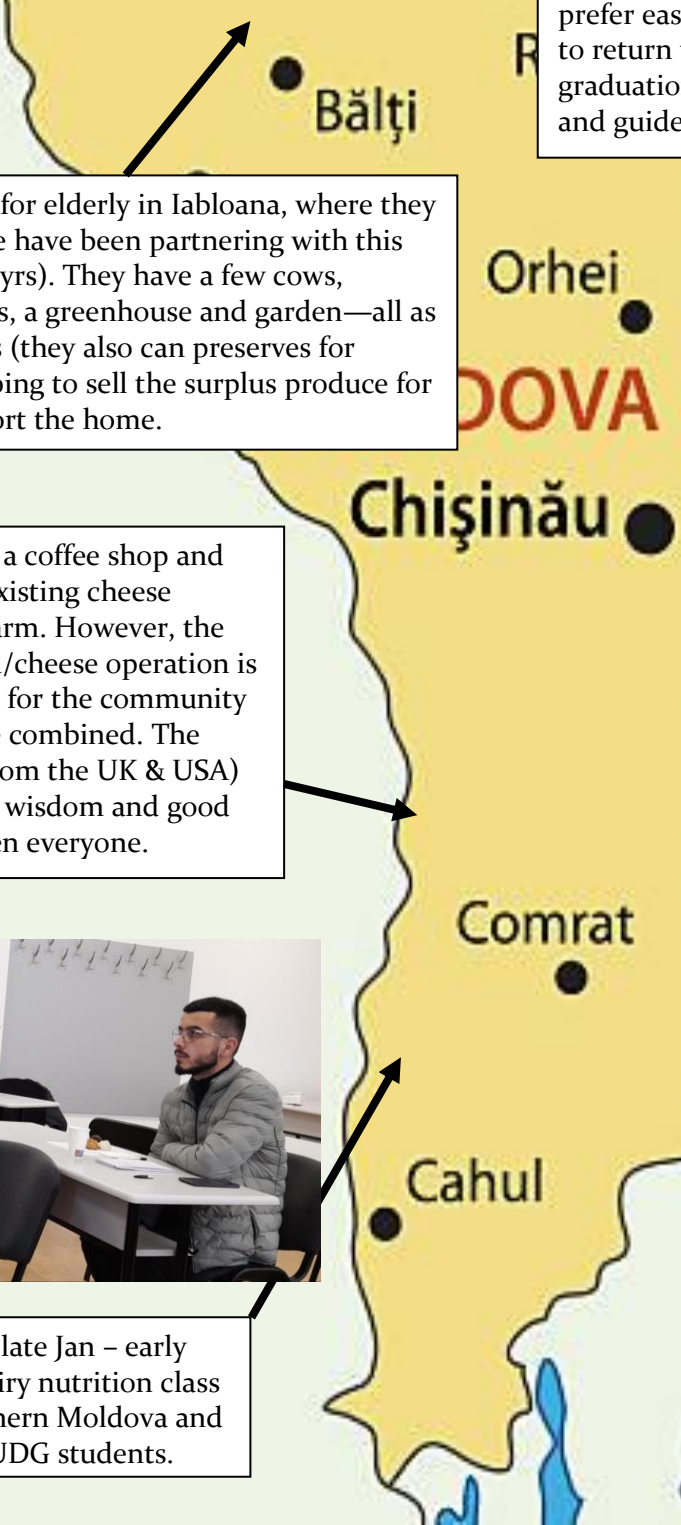 prefer eas
to return
graduatio
and guide
R
Bălți
for elderly in Iabloana, where they
have been partnering with this
yrs). They have a few cows,
s, a greenhouse and garden—all as
s (they also can preserves for
ping to sell the surplus produce for
ort the home.
Orhei
DOVA
Chişinău
a coffee shop and
xisting cheese
arm. However, the
/cheese operation is
for the community
combined. The
om the UK & USA)
wisdom and good
en everyone.
Comrat
Cahul
late Jan – early
iry nutrition class
hern Moldova and
UDG students.